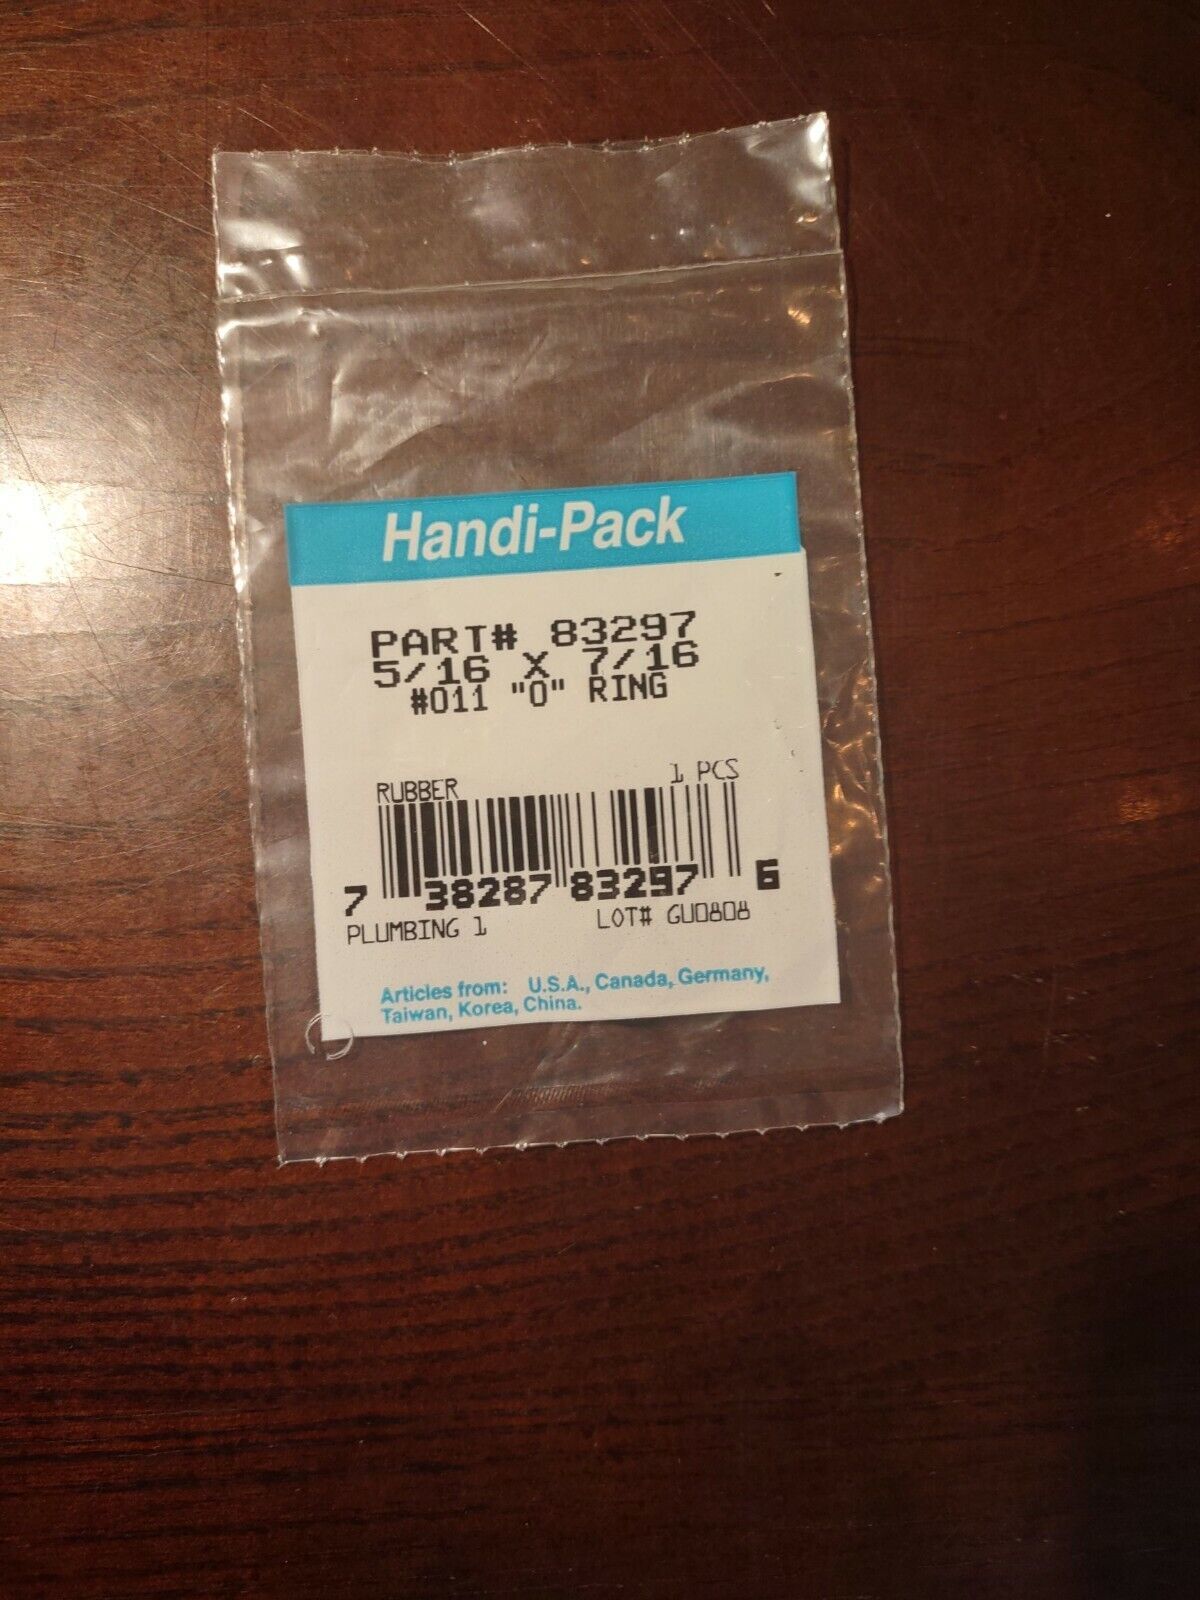 Handi-Pack
PART# 83297
5/16 X 7/16
#011 "O" RING
RUBBER 1 PCS
7 38287 83297 6
PLUMBING 1 LOT# GU0808
Articles from: U.S.A., Canada, Germany,
Taiwan, Korea, China.